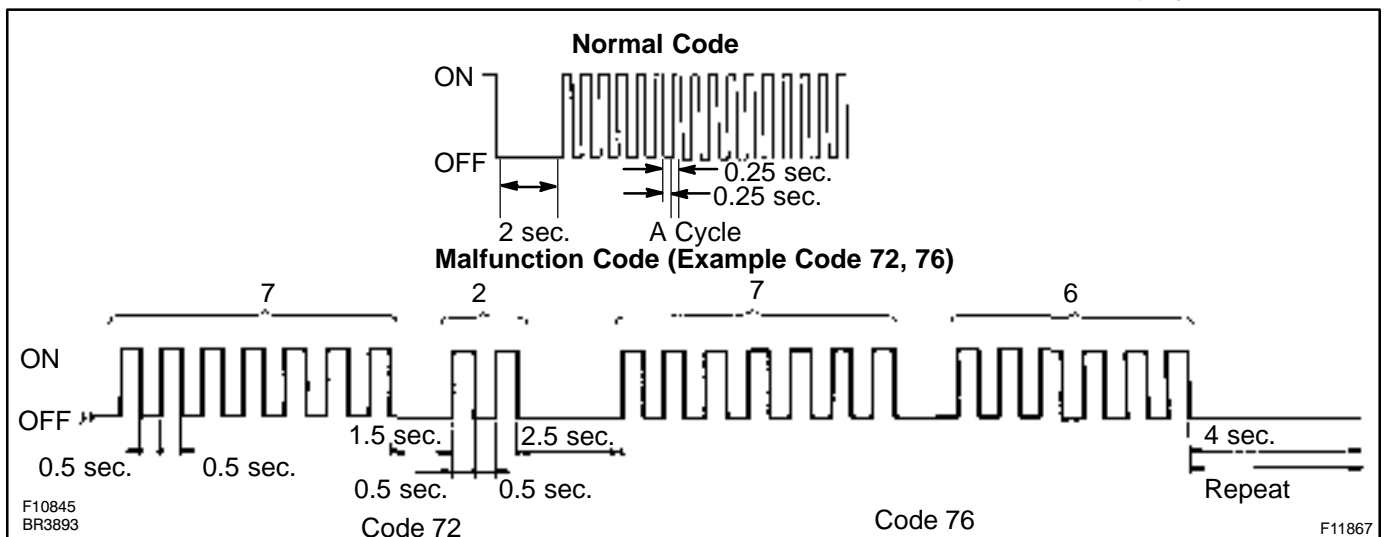 Normal Code
ON
OFF
0.25 sec.
0.25 sec.
2 sec.
A Cycle
Malfunction Code (Example Code 72, 76)
7
2
7
6
ON
OFF
1.5 sec.
2.5 sec.
4 sec.
0.5 sec.
0.5 sec.
0.5 sec.
0.5 sec.
Repeat
F10845
BR3893
Code 72
Code 76
F11867